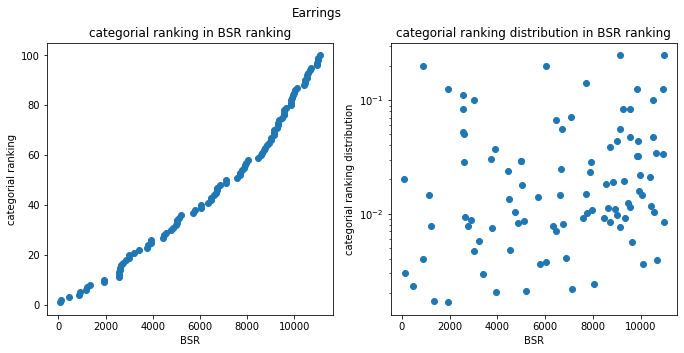 Earrings
categorial ranking in BSR ranking
categorial ranking distribution in BSR ranking
categorial ranking
100
80
60
40
20
0
0 2000 4000 6000 8000 10000
BSR
categorial ranking distribution
10⁻¹
10⁻²
0 2000 4000 6000 8000 10000
BSR